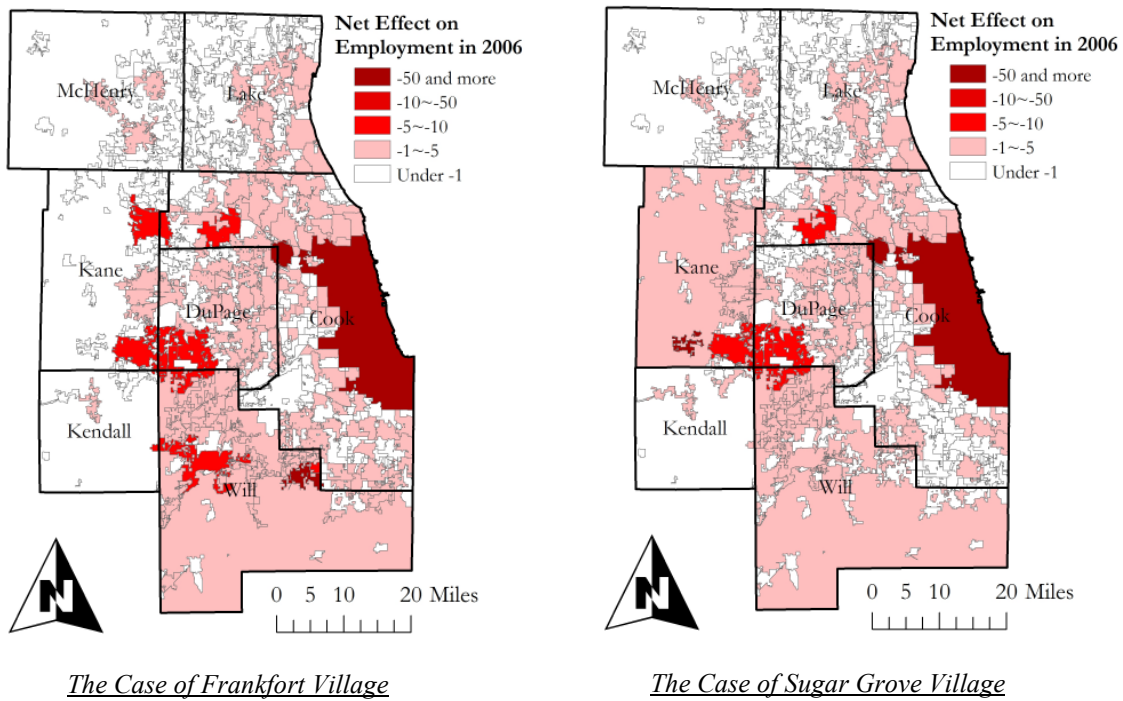 Net Effect on
Employment in 2006
-50 and more
-10~-50
-5~-10
-1~-5
Under -1
McHenry
Lake
Kane
DuPage
Cook
Kendall
Will
N
0 5 10 20 Miles
The Case of Frankfort Village
Net Effect on
Employment in 2006
-50 and more
-10~-50
-5~-10
-1~-5
Under -1
McHenry
Lake
Kane
DuPage
Cook
Kendall
Will
N
0 5 10 20 Miles
The Case of Sugar Grove Village